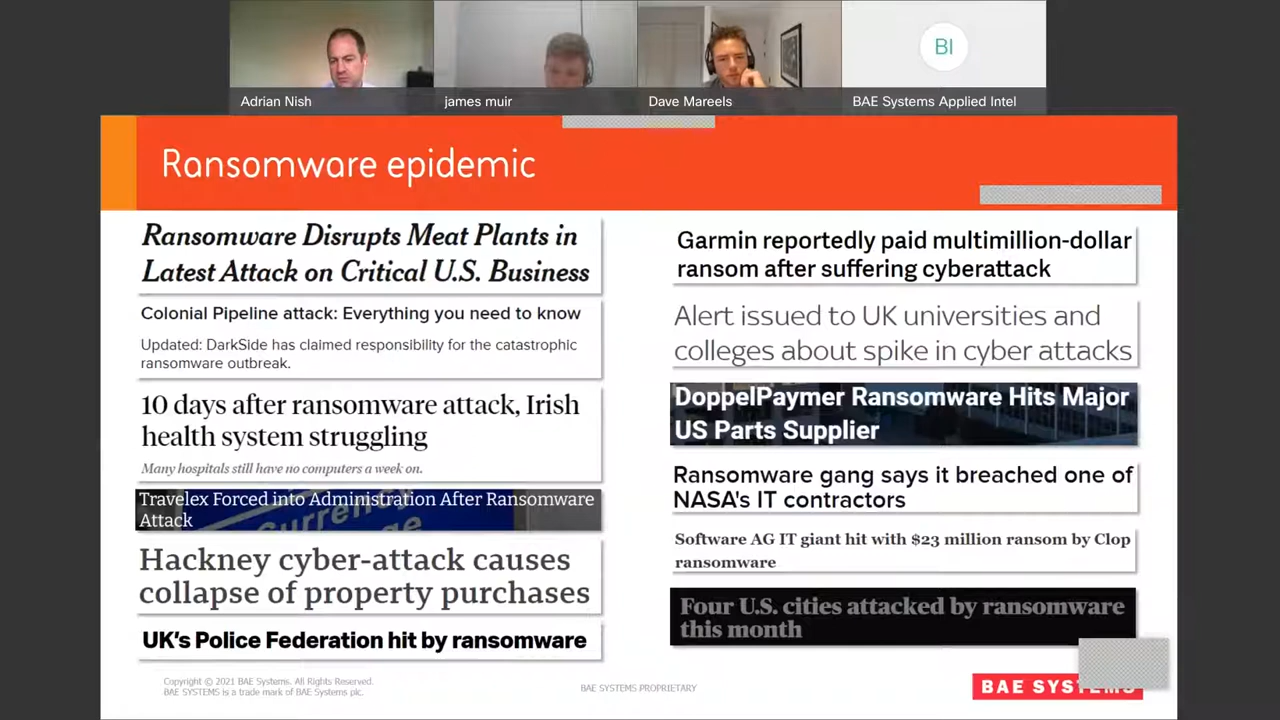 BI
Adrian Nish
james muir
Dave Mareels
BAE Systems Applied Intel
Ransomware epidemic
Ransomware Disrupts Meat Plants in
Latest Attack on Critical U.S. Business
Colonial Pipeline attack: Everything you need to know
Updated: DarkSide has claimed responsibility for the catastrophic
ransomware outbreak.
10 days after ransomware attack, Irish
health system struggling
Many hospitals still have no computers a week on.
Travelex Forced into Administration After Ransomware
Attack
Hackney cyber-attack causes
collapse of property purchases
UK's Police Federation hit by ransomware
Garmin reportedly paid multimillion-dollar
ransom after suffering cyberattack
Alert issued to UK universities and
colleges about spike in cyber attacks
DoppelPaymer Ransomware Hits Major
US Parts Supplier
Ransomware gang says it breached one of
NASA's IT contractors
Software AG IT giant hit with $23 million ransom by Clop
ransomware
Four U.S. cities attacked by ransomware
this month
Copyright © 2021 BAE Systems. All Rights Reserved.
BAE SYSTEMS is a trade mark of BAE Systems plc.
BAE SYSTEMS PROPRIETARY
BAE SYSTEMS